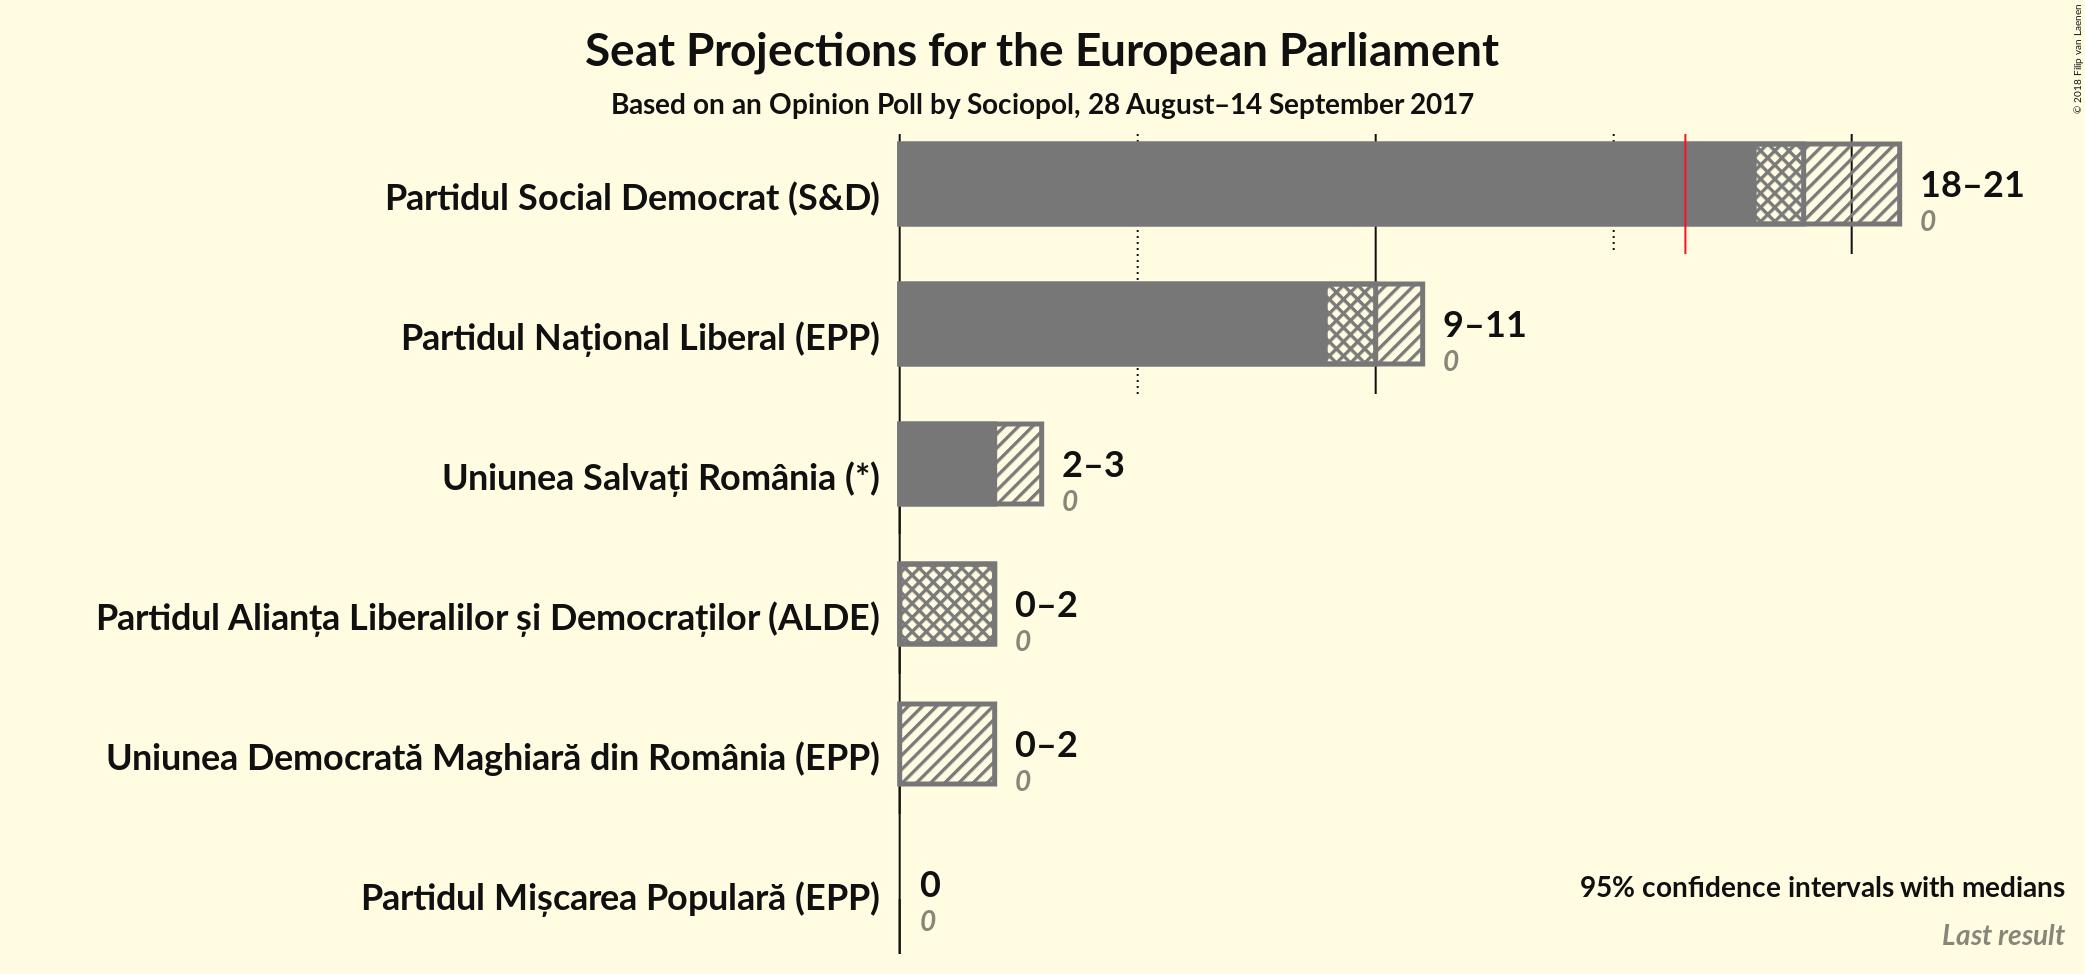 Seat Projections for the European Parliament
Based on an Opinion Poll by Sociopol, 28 August–14 September 2017
© 2018 Filip van Laenen
Partidul Social Democrat (S&D)
18–21
0
Partidul Național Liberal (EPP)
9–11
0
Uniunea Salvați România (*)
2–3
0
Partidul Alianța Liberalilor și Democraților (ALDE)
0–2
0
Uniunea Democrată Maghiară din România (EPP)
0–2
0
Partidul Mișcarea Populară (EPP)
0
0
95% confidence intervals with medians
Last result